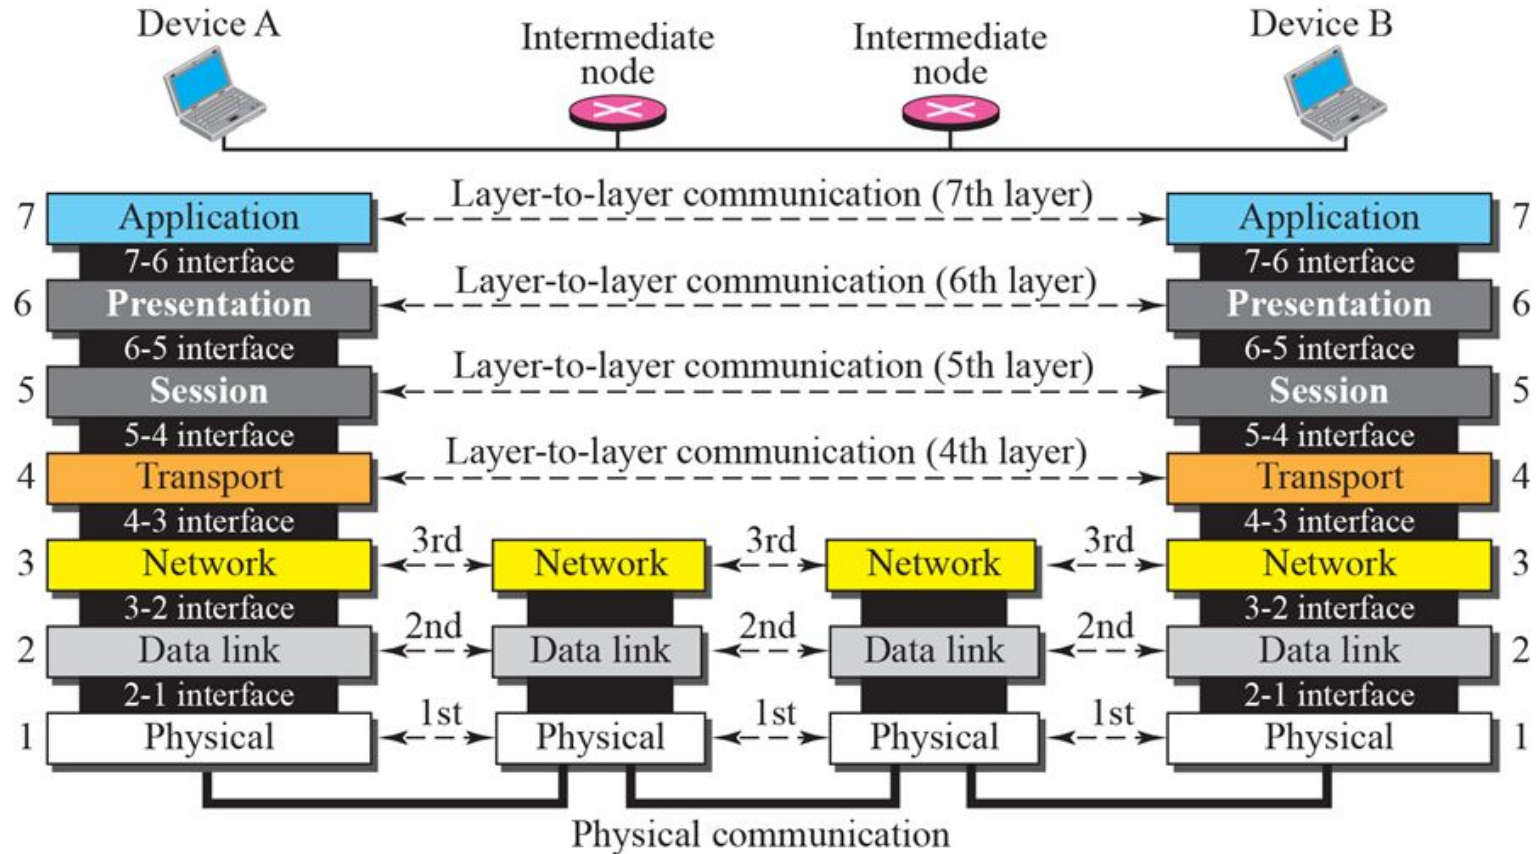 Device A
Intermediate
node
Intermediate
node
Device B
Layer-to-layer communication (7th layer)
7 Application
Application 7
7-6 interface
7-6 interface
Layer-to-layer communication (6th layer)
6 Presentation
Presentation 6
6-5 interface
6-5 interface
Layer-to-layer communication (5th layer)
5 Session
Session 5
5-4 interface
5-4 interface
Layer-to-layer communication (4th layer)
4 Transport
Transport 4
4-3 interface
4-3 interface
3rd 3rd 3rd
3 Network Network Network Network 3
3-2 interface
3-2 interface
2nd 2nd 2nd
2 Data link Data link Data link Data link 2
2-1 interface
2-1 interface
1st 1st 1st
1 Physical Physical Physical Physical 1
Physical communication